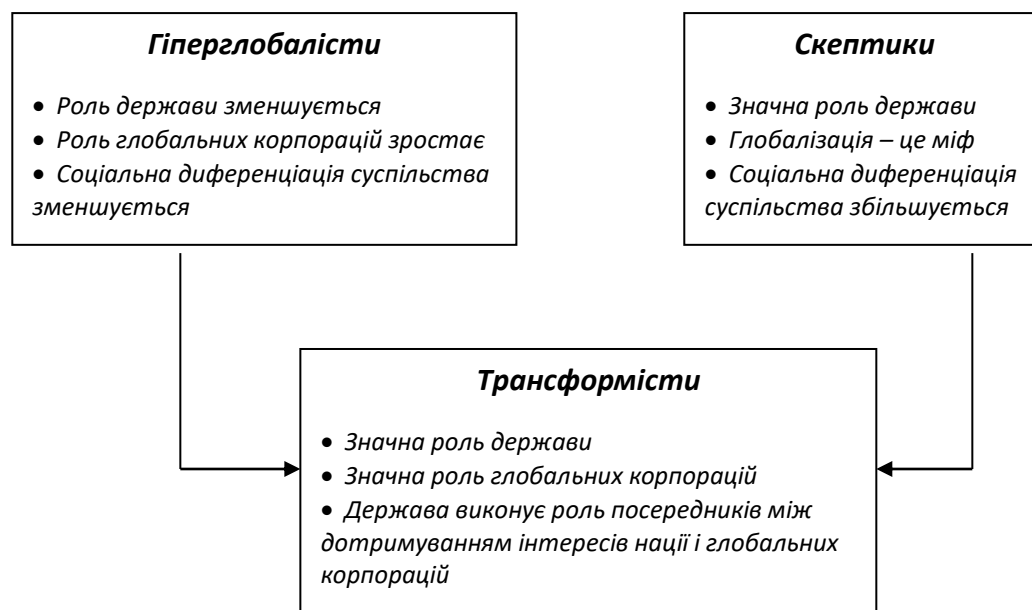 Гіперглобалісти
• Роль держави зменшується
• Роль глобальних корпорацій зростає
• Соціальна диференціація суспільства
зменшується
Скептики
• Значна роль держави
• Глобалізація – це міф
• Соціальна диференціація
суспільства збільшується
Трансформісти
• Значна роль держави
• Значна роль глобальних корпорацій
• Держава виконує роль посередників між
дотримуванням інтересів нації і глобальних
корпорацій